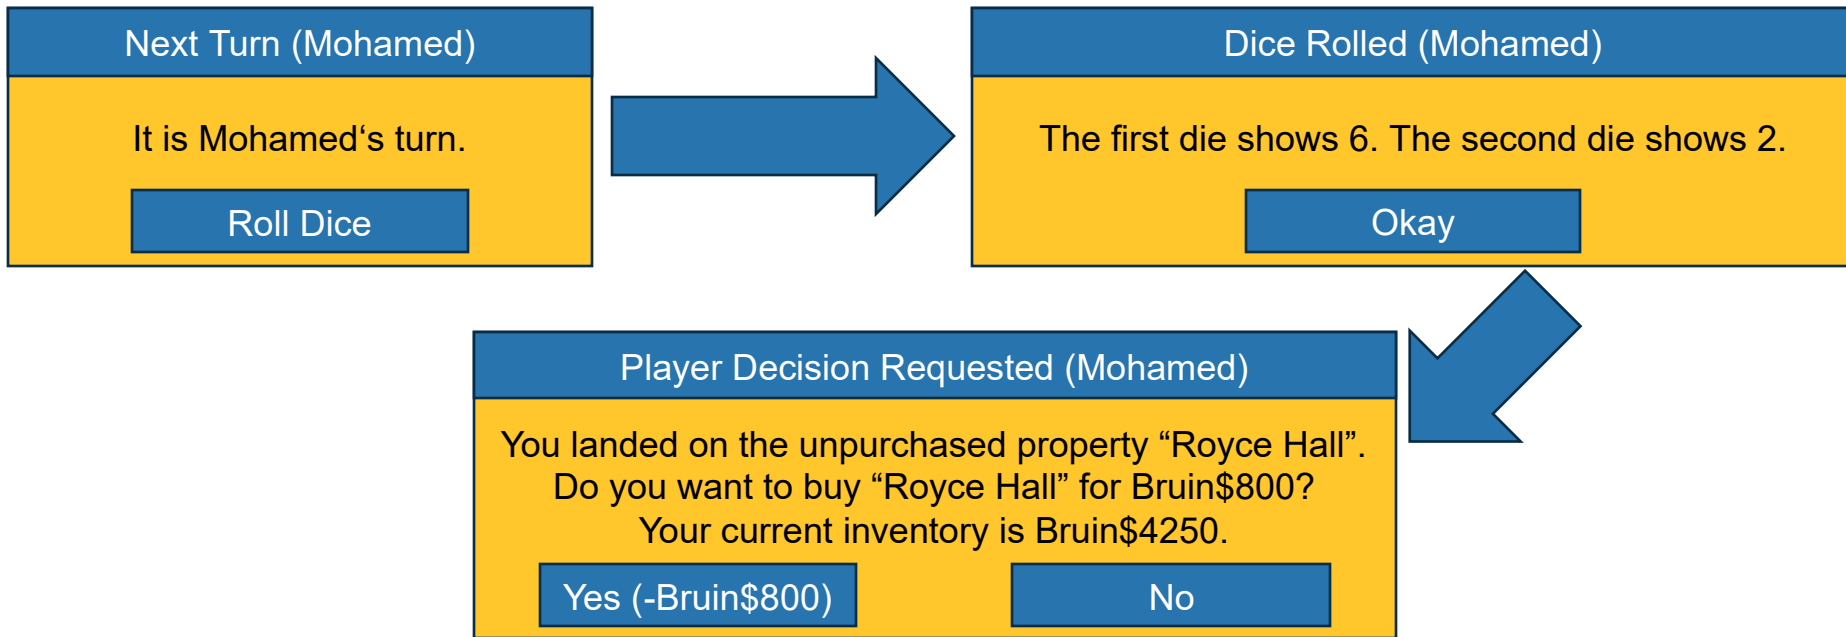 Next Turn (Mohamed)
It is Mohamed‘s turn.
Roll Dice
Dice Rolled (Mohamed)
The first die shows 6. The second die shows 2.
Okay
Player Decision Requested (Mohamed)
You landed on the unpurchased property “Royce Hall”.
Do you want to buy “Royce Hall” for Bruin$800?
Your current inventory is Bruin$4250.
Yes (-Bruin$800)
No